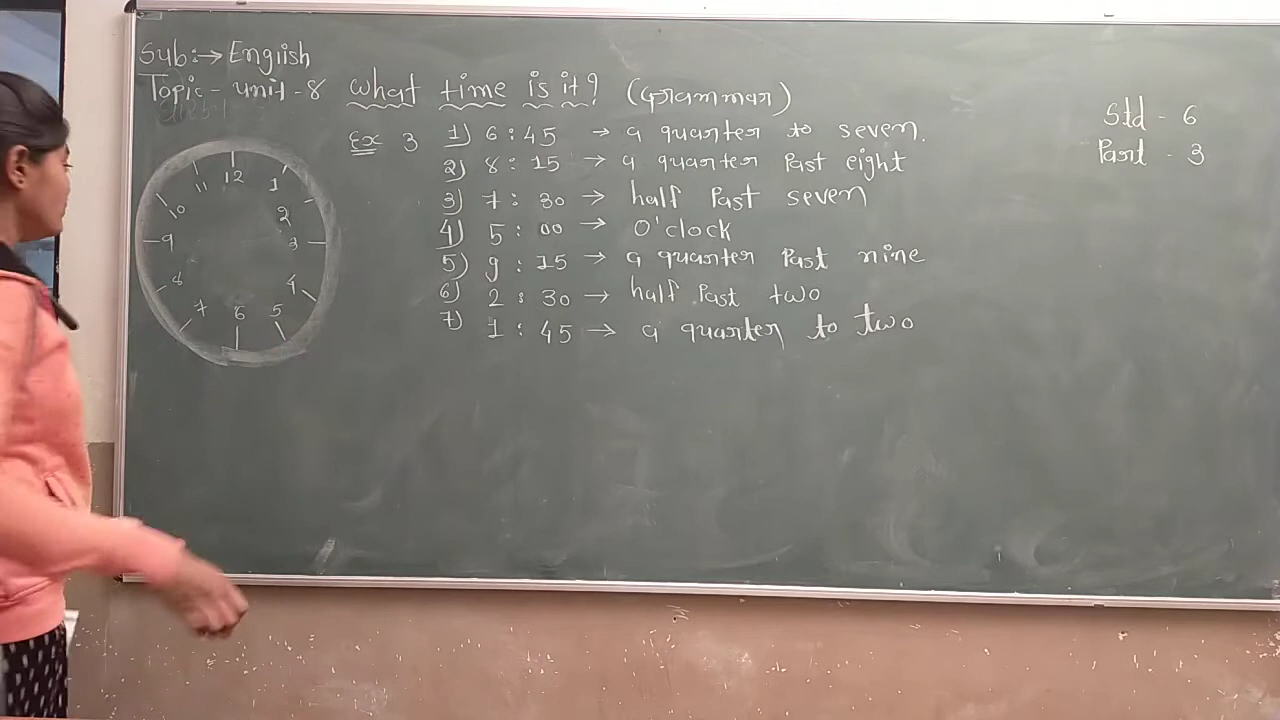 Sub:→ English
Topic - unit - 8 what time is it? (Grammar)
Std - 6
Part - 3
Ex 3 1) 6:45 → a quarter to seven.
2) 8:15 → a quarter Past eight
3) 7:30 → half Past seven
4) 5:00 → O'clock
5) 9:15 → a quarter Past nine
6) 2:30 → half Past two
7) 1:45 → a quarter to two
12
1
2
3
4
5
6
7
8
9
10
11